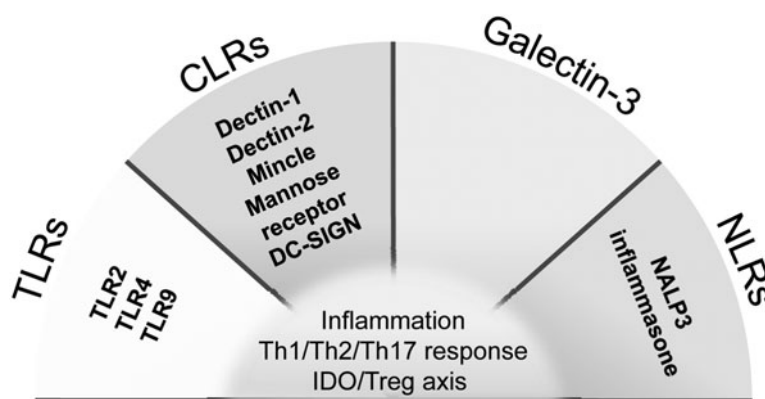 TLRs
TLR2
TLR4
TLR9
CLRs
Dectin-1
Dectin-2
Mincle
Mannose
receptor
DC-SIGN
Galectin-3
NLRs
NALP3
inflammasone
Inflammation
Th1/Th2/Th17 response
IDO/Treg axis